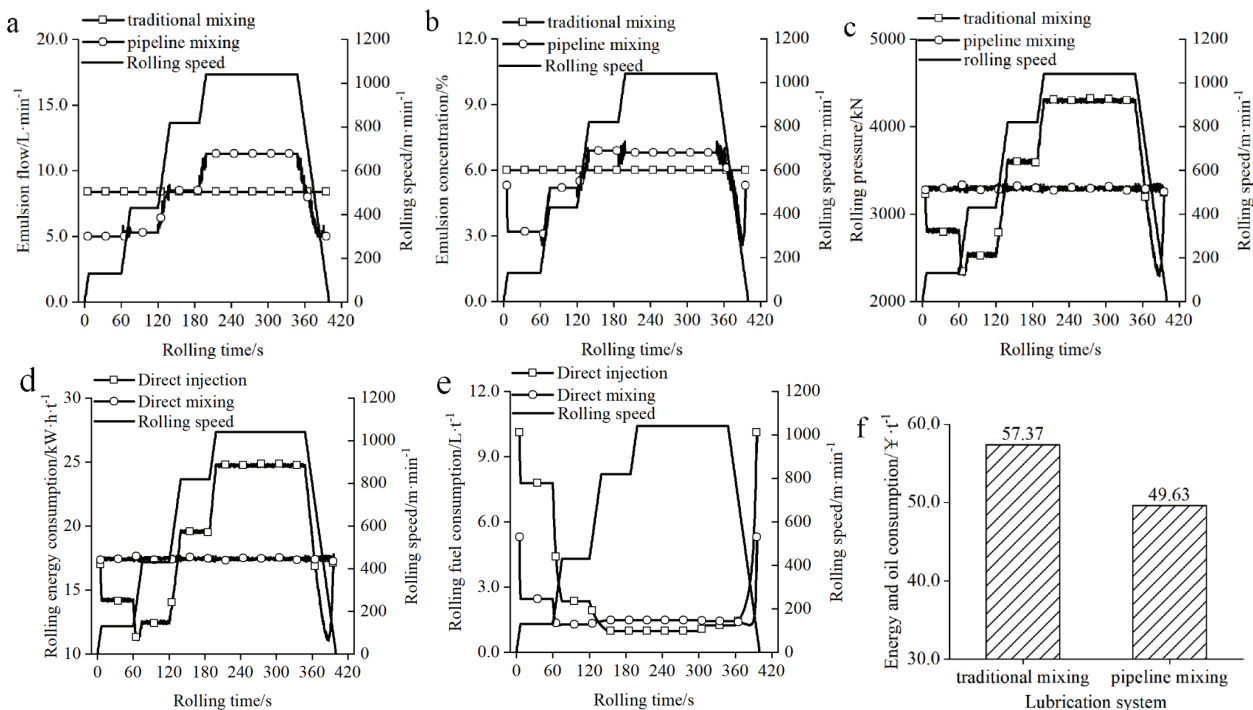 a
traditional mixing
pipeline mixing
Rolling speed
20.0
15.0
10.0
5.0
0.0
Emulsion flow/L·min⁻¹
1200
1000
800
600
400
200
0
Rolling speed/m·min⁻¹
0 60 120 180 240 300 360 420
Rolling time/s
b
traditional mixing
pipeline mixing
Rolling speed
12.0
9.0
6.0
3.0
0.0
Emulsion concentration/%
1200
1000
800
600
400
200
0
Rolling speed/m·min⁻¹
0 60 120 180 240 300 360 420
Rolling time/s
c
traditional mixing
pipeline mixing
rolling speed
5000
4000
3000
2000
Rolling pressure/kN
1200
1000
800
600
400
200
0
Rolling speed/m·min⁻¹
0 60 120 180 240 300 360 420
Rolling time/s
d
Direct injection
Direct mixing
Rolling speed
30
25
20
15
10
Rolling energy consumption/kW·h·t⁻¹
1200
1000
800
600
400
200
0
Rolling speed/m·min⁻¹
0 60 120 180 240 300 360 420
Rolling time/s
e
Direct injection
Direct mixing
Rolling speed
12.0
9.0
6.0
3.0
0.0
Rolling fuel consumption/L·t⁻¹
1200
1000
800
600
400
200
0
Rolling speed/m·min⁻¹
0 60 120 180 240 300 360 420
Rolling time/s
f
60.0
50.0
40.0
30.0
Energy and oil consumption/¥·t⁻¹
57.37
49.63
traditional mixing pipeline mixing
Lubrication system